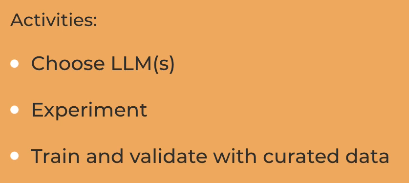 Activities:
Choose LLM(s)
Experiment
Train and validate with curated data